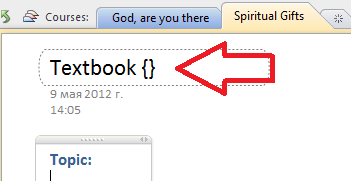 Courses: God, are you there Spiritual Gifts
Textbook {}
9 мая 2012 г.
14:05
Topic: